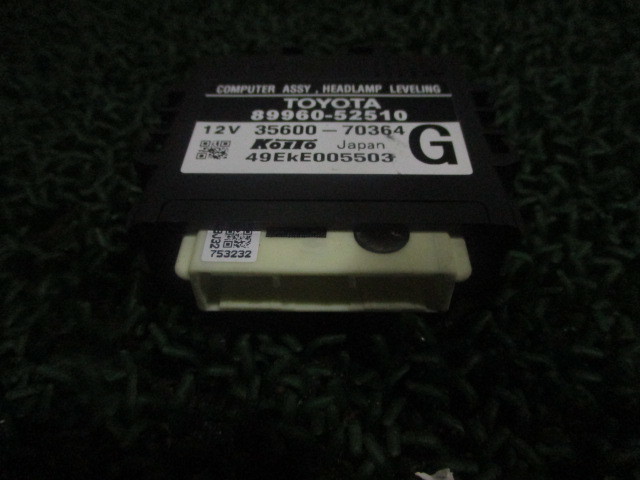 COMPUTER ASSY, HEADLAMP LEVELING
TOYOTA
89960-52510
12V 35600-70364 G
KOITO Japan
49EkE005503
753232